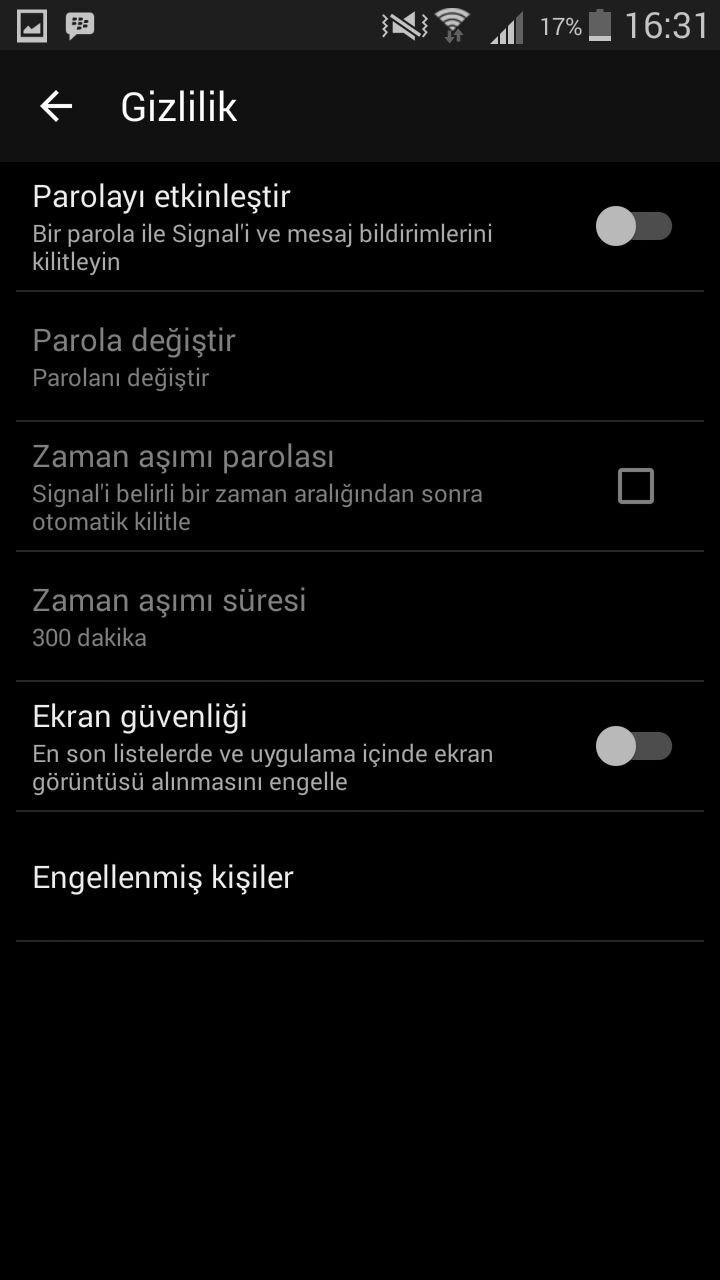 17% 16:31
Gizlilik
Parolayı etkinleştir
Bir parola ile Signal'i ve mesaj bildirimlerini
kilitleyin
Parola değiştir
Parolanı değiştir
Zaman aşımı parolası
Signal'i belirli bir zaman aralığından sonra
otomatik kilitle
Zaman aşımı süresi
300 dakika
Ekran güvenliği
En son listelerde ve uygulama içinde ekran
görüntüsü alınmasını engelle
Engellenmiş kişiler